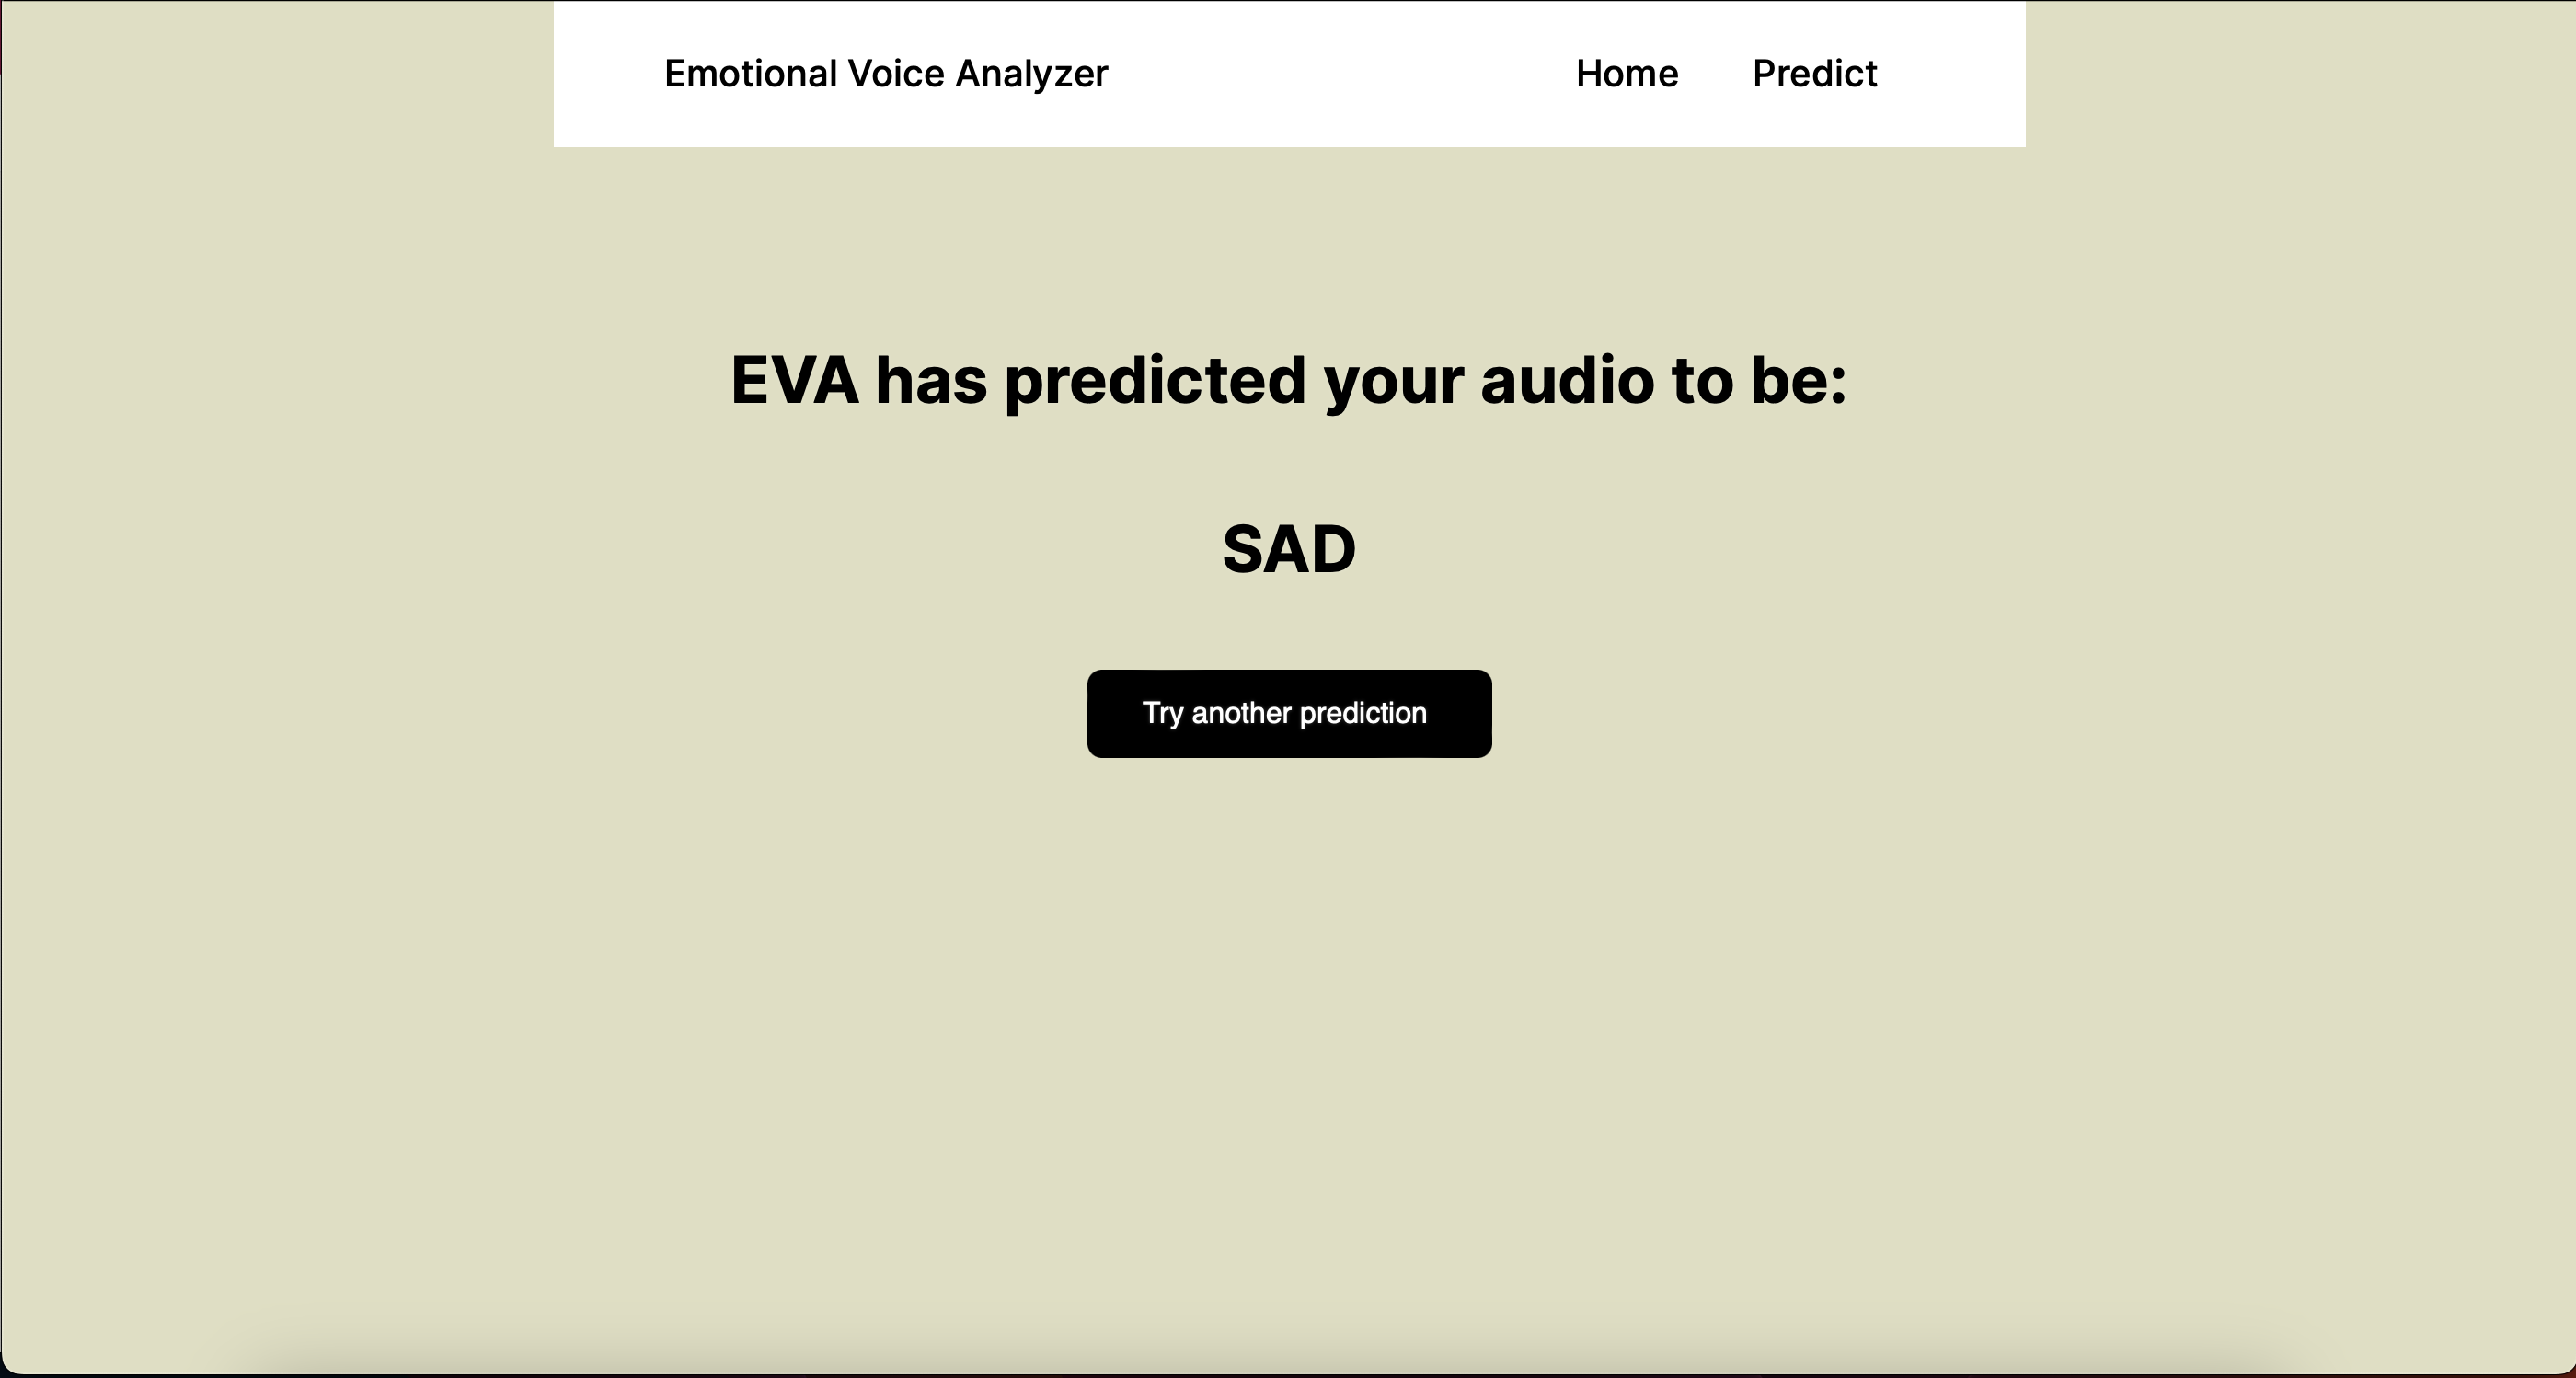 Emotional Voice Analyzer Home Predict
EVA has predicted your audio to be:
SAD
Try another prediction